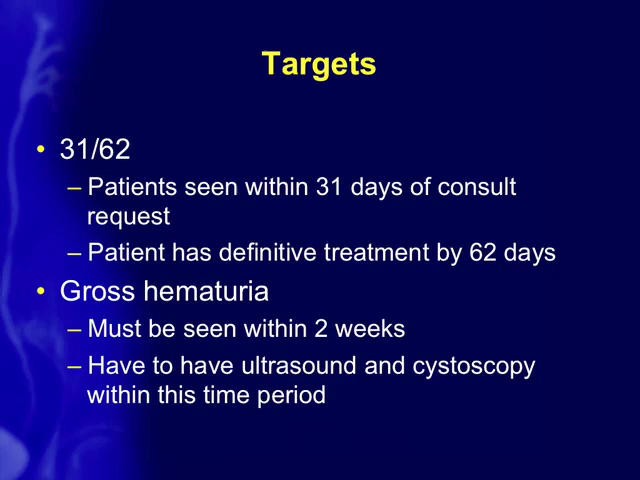 Targets
• 31/62
– Patients seen within 31 days of consult
request
– Patient has definitive treatment by 62 days
• Gross hematuria
– Must be seen within 2 weeks
– Have to have ultrasound and cystoscopy
within this time period